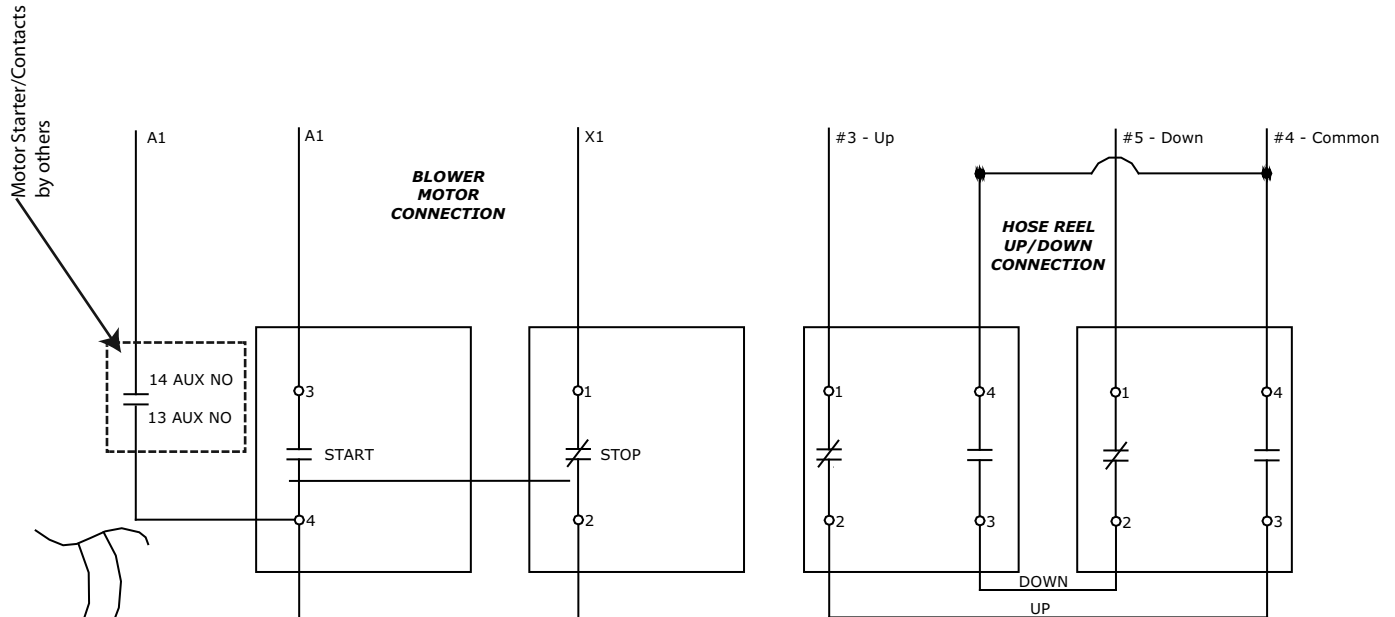 Motor Starter/Contacts
by others
A1
A1
X1
#3 - Up
#5 - Down
#4 - Common
BLOWER
MOTOR
CONNECTION
HOSE REEL
UP/DOWN
CONNECTION
14 AUX NO
13 AUX NO
3
1
1
4
1
4
START
STOP
4
2
2
3
2
3
DOWN
UP